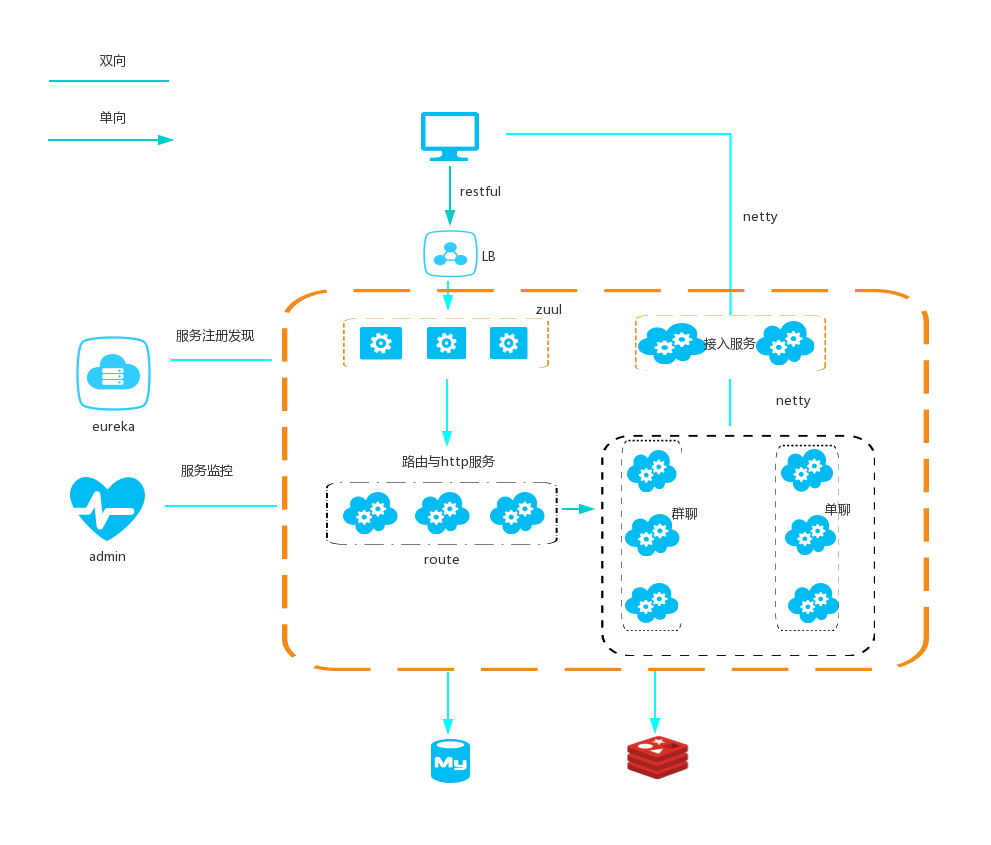 双向
单向
restful
netty
LB
zuul
服务注册发现
接入服务
eureka
netty
路由与http服务
服务监控
群聊
单聊
admin
route
My